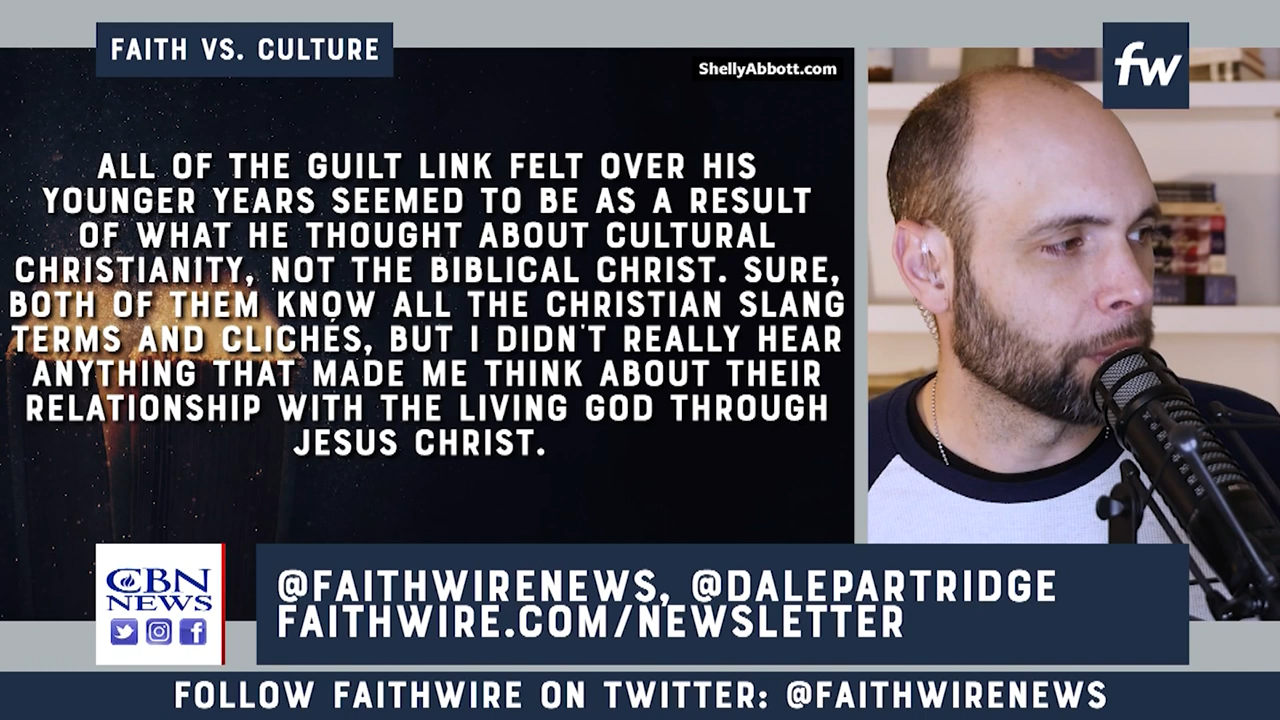 FAITH VS. CULTURE
fw
ShellyAbbott.com
ALL OF THE GUILT LINK FELT OVER HIS
YOUNGER YEARS SEEMED TO BE AS A RESULT
OF WHAT HE THOUGHT ABOUT CULTURAL
CHRISTIANITY, NOT THE BIBLICAL CHRIST. SURE,
BOTH OF THEM KNOW ALL THE CHRISTIAN SLANG
TERMS AND CLICHÉS, BUT I DIDN'T REALLY HEAR
ANYTHING THAT MADE ME THINK ABOUT THEIR
RELATIONSHIP WITH THE LIVING GOD THROUGH
JESUS CHRIST.
CBN
NEWS
@FAITHWIRENEWS, @DALEPARTRIDGE
FAITHWIRE.COM/NEWSLETTER
FOLLOW FAITHWIRE ON TWITTER: @FAITHWIRENEWS